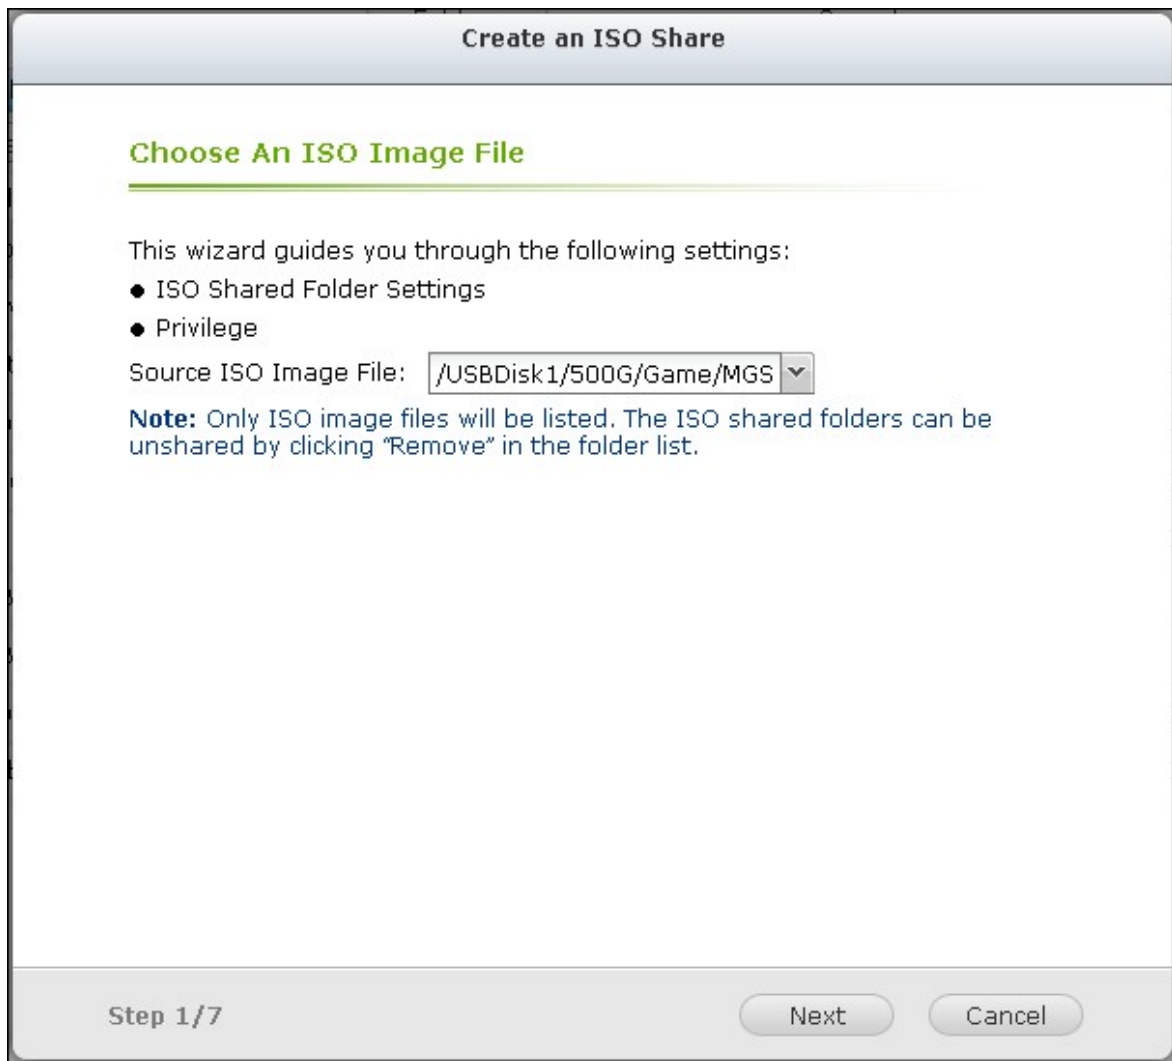 Create an ISO Share
Choose An ISO Image File
This wizard guides you through the following settings:
● ISO Shared Folder Settings
● Privilege
Source ISO Image File: /USBDisk1/500G/Game/MGS
Note: Only ISO image files will be listed. The ISO shared folders can be
unshared by clicking “Remove” in the folder list.
Step 1/7
Next
Cancel